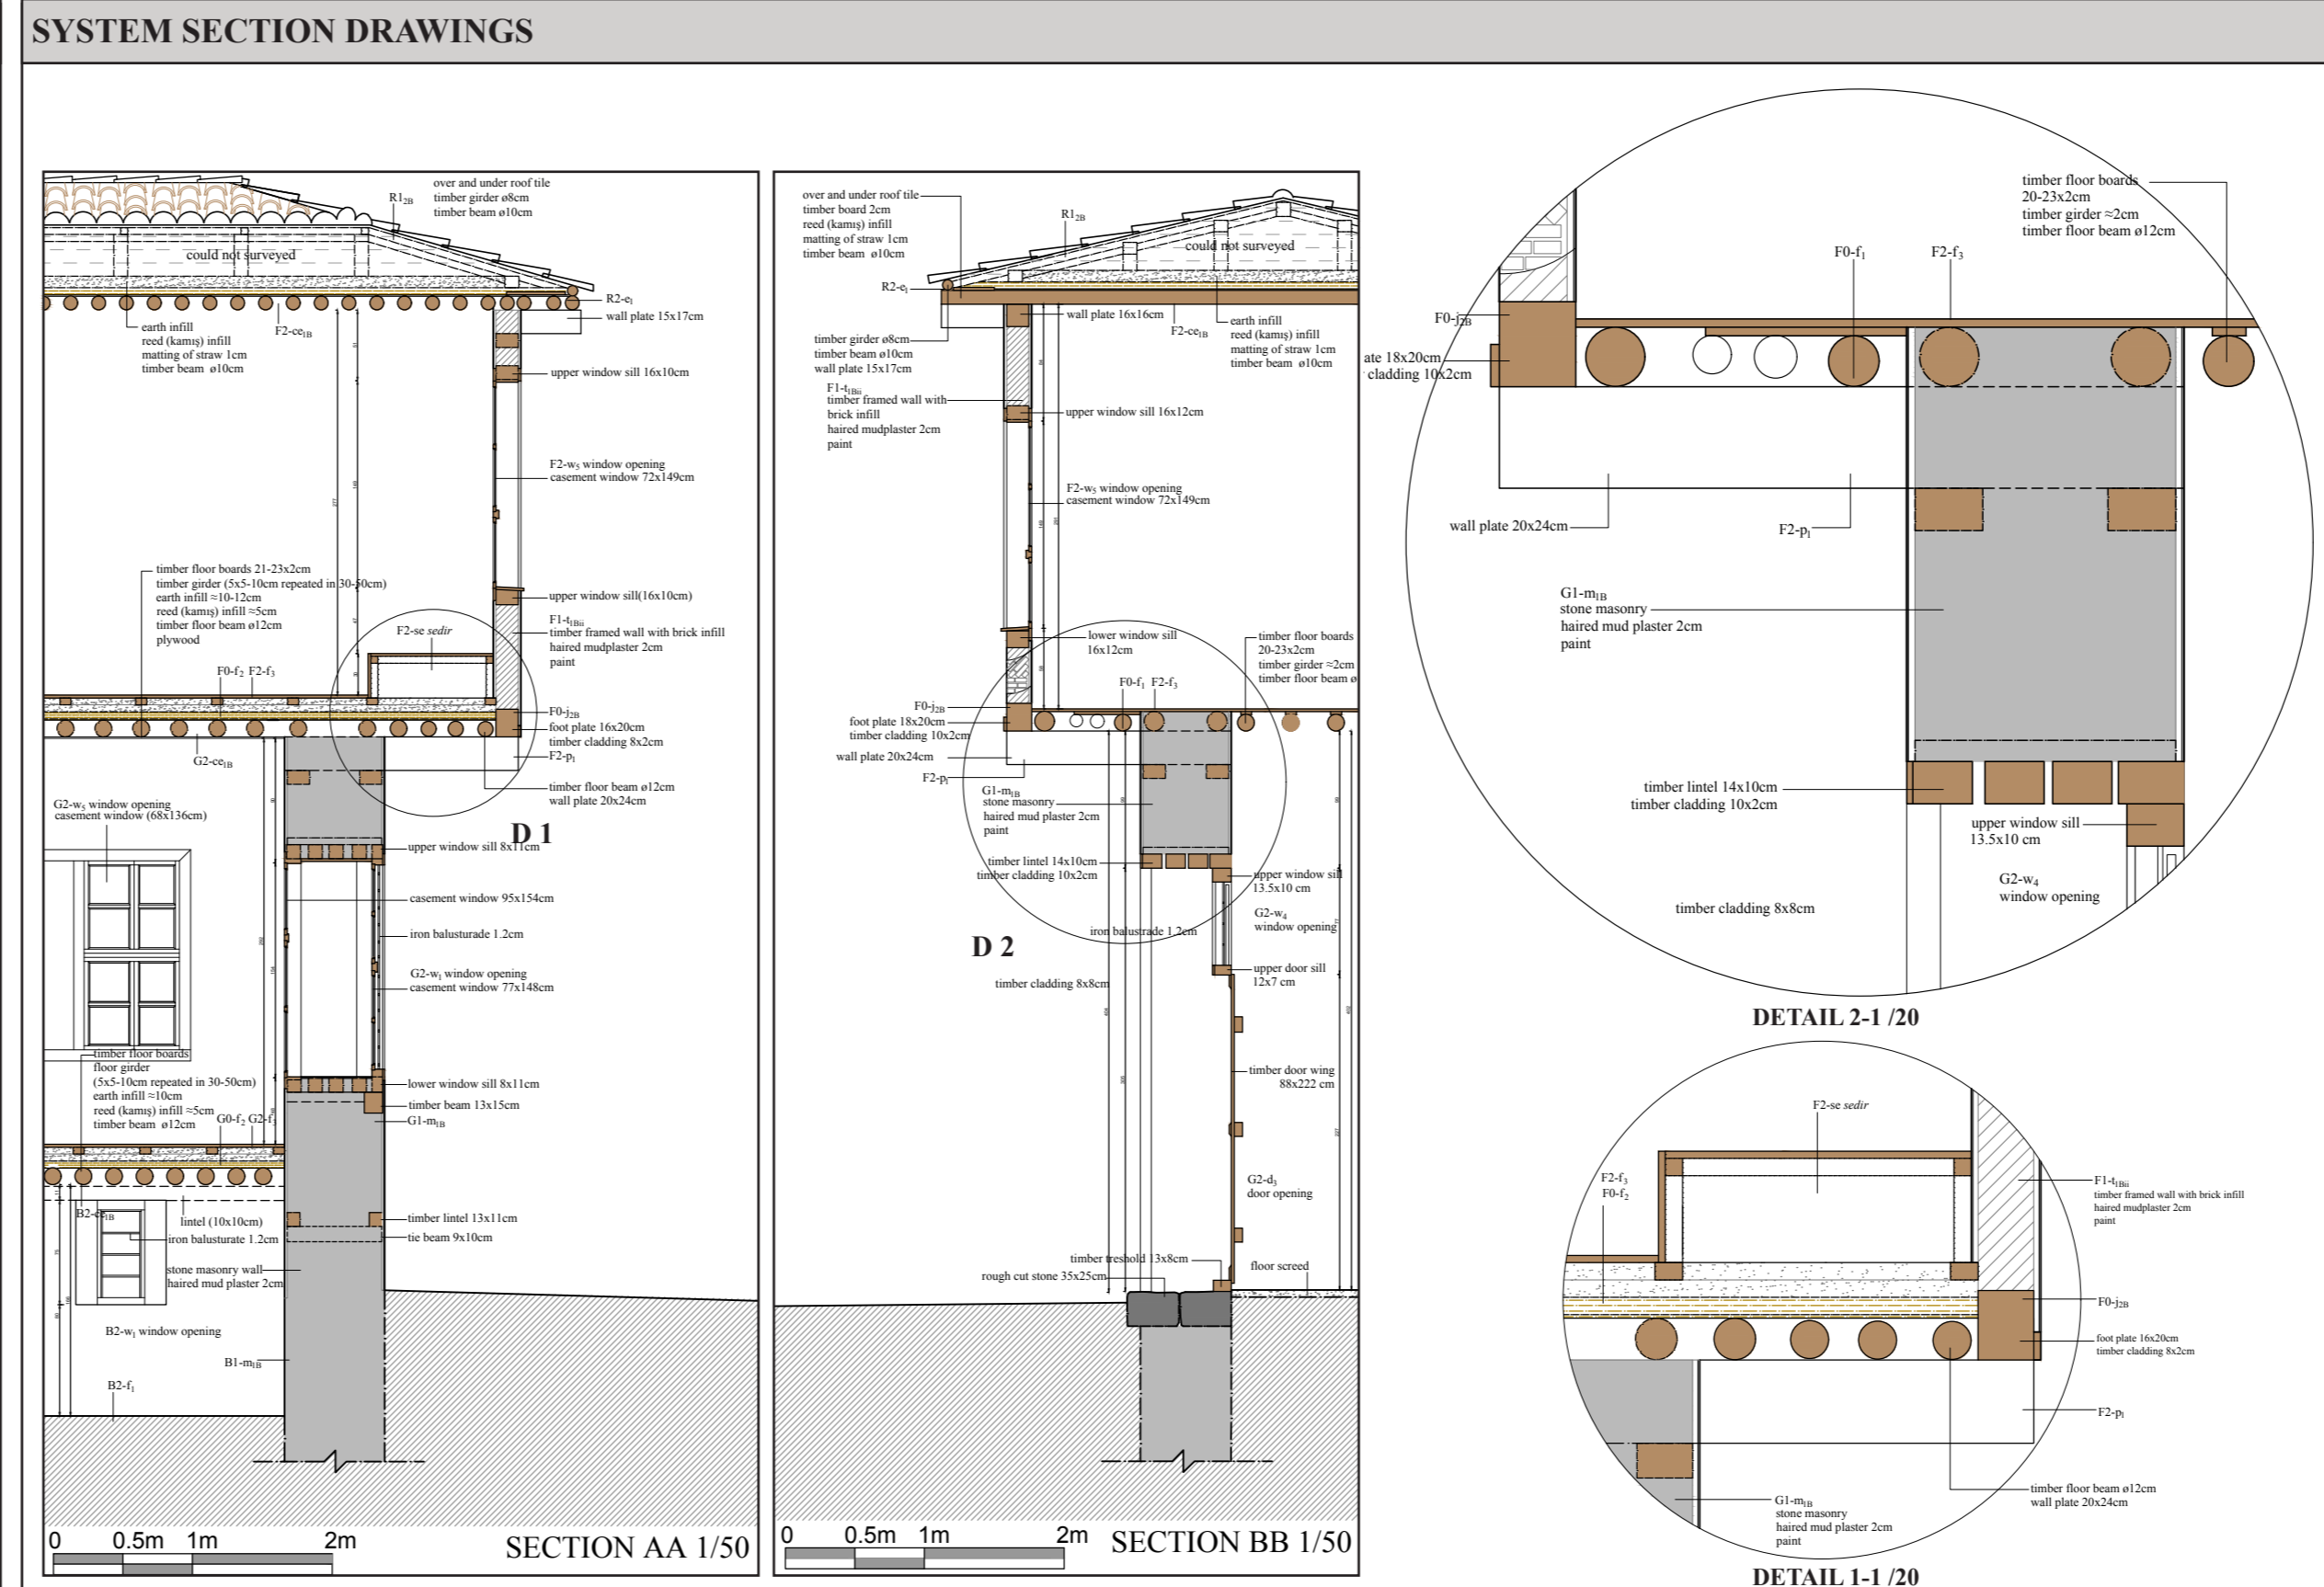 SYSTEM SECTION DRAWINGS
over and under roof tile
timber girder ø8cm
timber beam ø10cm
R1₂B
could not surveyed
R2-e₁
wall plate 15x17cm
earth infill
reed (kamış) infill
matting of straw 1cm
timber beam ø10cm
F2-ce₁B
upper window sill 16x10cm
F2-w₅ window opening
casement window 72x149cm
timber floor boards 21-23x2cm
timber girder (5x5-10cm repeated in 30-50cm)
earth infill ≈10-12cm
reed (kamış) infill ≈5cm
timber floor beam ø12cm
plywood
upper window sill(16x10cm)
F1-t₁Bii
timber framed wall with brick infill
haired mudplaster 2cm
paint
F2-se sedir
F0-f₂ F2-f₃
F0-j₂B
foot plate 16x20cm
timber cladding 8x2cm
F2-p₁
G2-ce₁B
timber floor beam ø12cm
wall plate 20x24cm
G2-w₅ window opening
casement window (68x136cm)
D 1
upper window sill 8x11cm
casement window 95x154cm
iron balusturade 1.2cm
G2-w₁ window opening
casement window 77x148cm
timber floor boards
floor girder
(5x5-10cm repeated in 30-50cm)
earth infill ≈10cm
reed (kamış) infill ≈5cm
timber beam ø12cm
G0-f₂ G2-f₃
lower window sill 8x11cm
timber beam 13x15cm
G1-m₁B
B2-ce₁B
lintel (10x10cm)
iron balusturate 1.2cm
timber lintel 13x11cm
tie beam 9x10cm
stone masonry wall
haired mud plaster 2cm
B2-w₁ window opening
B1-m₁B
B2-f₁
0 0.5m 1m 2m
SECTION AA 1/50
over and under roof tile
timber board 2cm
reed (kamış) infill
matting of straw 1cm
timber beam ø10cm
R1₂B
could not surveyed
R2-e₁
wall plate 16x16cm
F2-ce₁B
earth infill
reed (kamış) infill
matting of straw 1cm
timber beam ø10cm
timber girder ø8cm
timber beam ø10cm
wall plate 15x17cm
F1-t₁Bii
timber framed wall with
brick infill
haired mudplaster 2cm
paint
upper window sill 16x12cm
F2-w₅ window opening
casement window 72x149cm
lower window sill
16x12cm
timber floor boards
20-23x2cm
timber girder ≈2cm
timber floor beam ø
F0-f₁ F2-f₃
F0-j₂B
foot plate 18x20cm
timber cladding 10x2cm
wall plate 20x24cm
F2-p₁
G1-m₁B
stone masonry
haired mud plaster 2cm
paint
timber lintel 14x10cm
timber cladding 10x2cm
upper window sill
13.5x10 cm
G2-w₄
window opening
iron balustrade 1.2cm
D 2
upper door sill
12x7 cm
timber cladding 8x8cm
timber door wing
88x222 cm
G2-d₃
door opening
timber treshold 13x8cm
rough cut stone 35x25cm
floor screed
0 0.5m 1m 2m
SECTION BB 1/50
timber floor boards
20-23x2cm
timber girder ≈2cm
timber floor beam ø12cm
F0-f₁
F2-f₃
F0-j₂B
ate 18x20cm
cladding 10x2cm
wall plate 20x24cm
F2-p₁
G1-m₁B
stone masonry
haired mud plaster 2cm
paint
timber lintel 14x10cm
timber cladding 10x2cm
upper window sill
13.5x10 cm
G2-w₄
window opening
timber cladding 8x8cm
DETAIL 2-1 /20
F2-se sedir
F2-f₃
F0-f₂
F1-t₁Bii
timber framed wall with brick infill
haired mudplaster 2cm
paint
F0-j₂B
foot plate 16x20cm
timber cladding 8x2cm
F2-p₁
timber floor beam ø12cm
wall plate 20x24cm
G1-m₁B
stone masonry
haired mud plaster 2cm
paint
DETAIL 1-1 /20